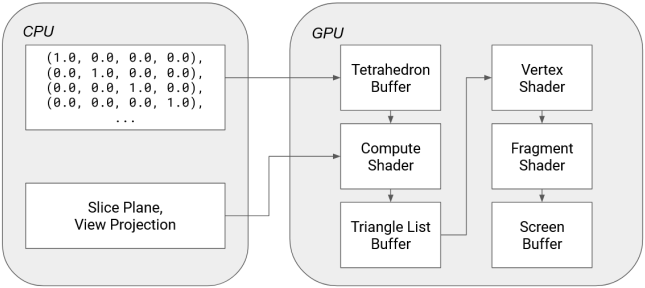 CPU
(1.0, 0.0, 0.0, 0.0),
(0.0, 1.0, 0.0, 0.0),
(0.0, 0.0, 1.0, 0.0),
(0.0, 0.0, 0.0, 1.0),
...
Slice Plane,
View Projection
GPU
Tetrahedron
Buffer
Compute
Shader
Triangle List
Buffer
Vertex
Shader
Fragment
Shader
Screen
Buffer